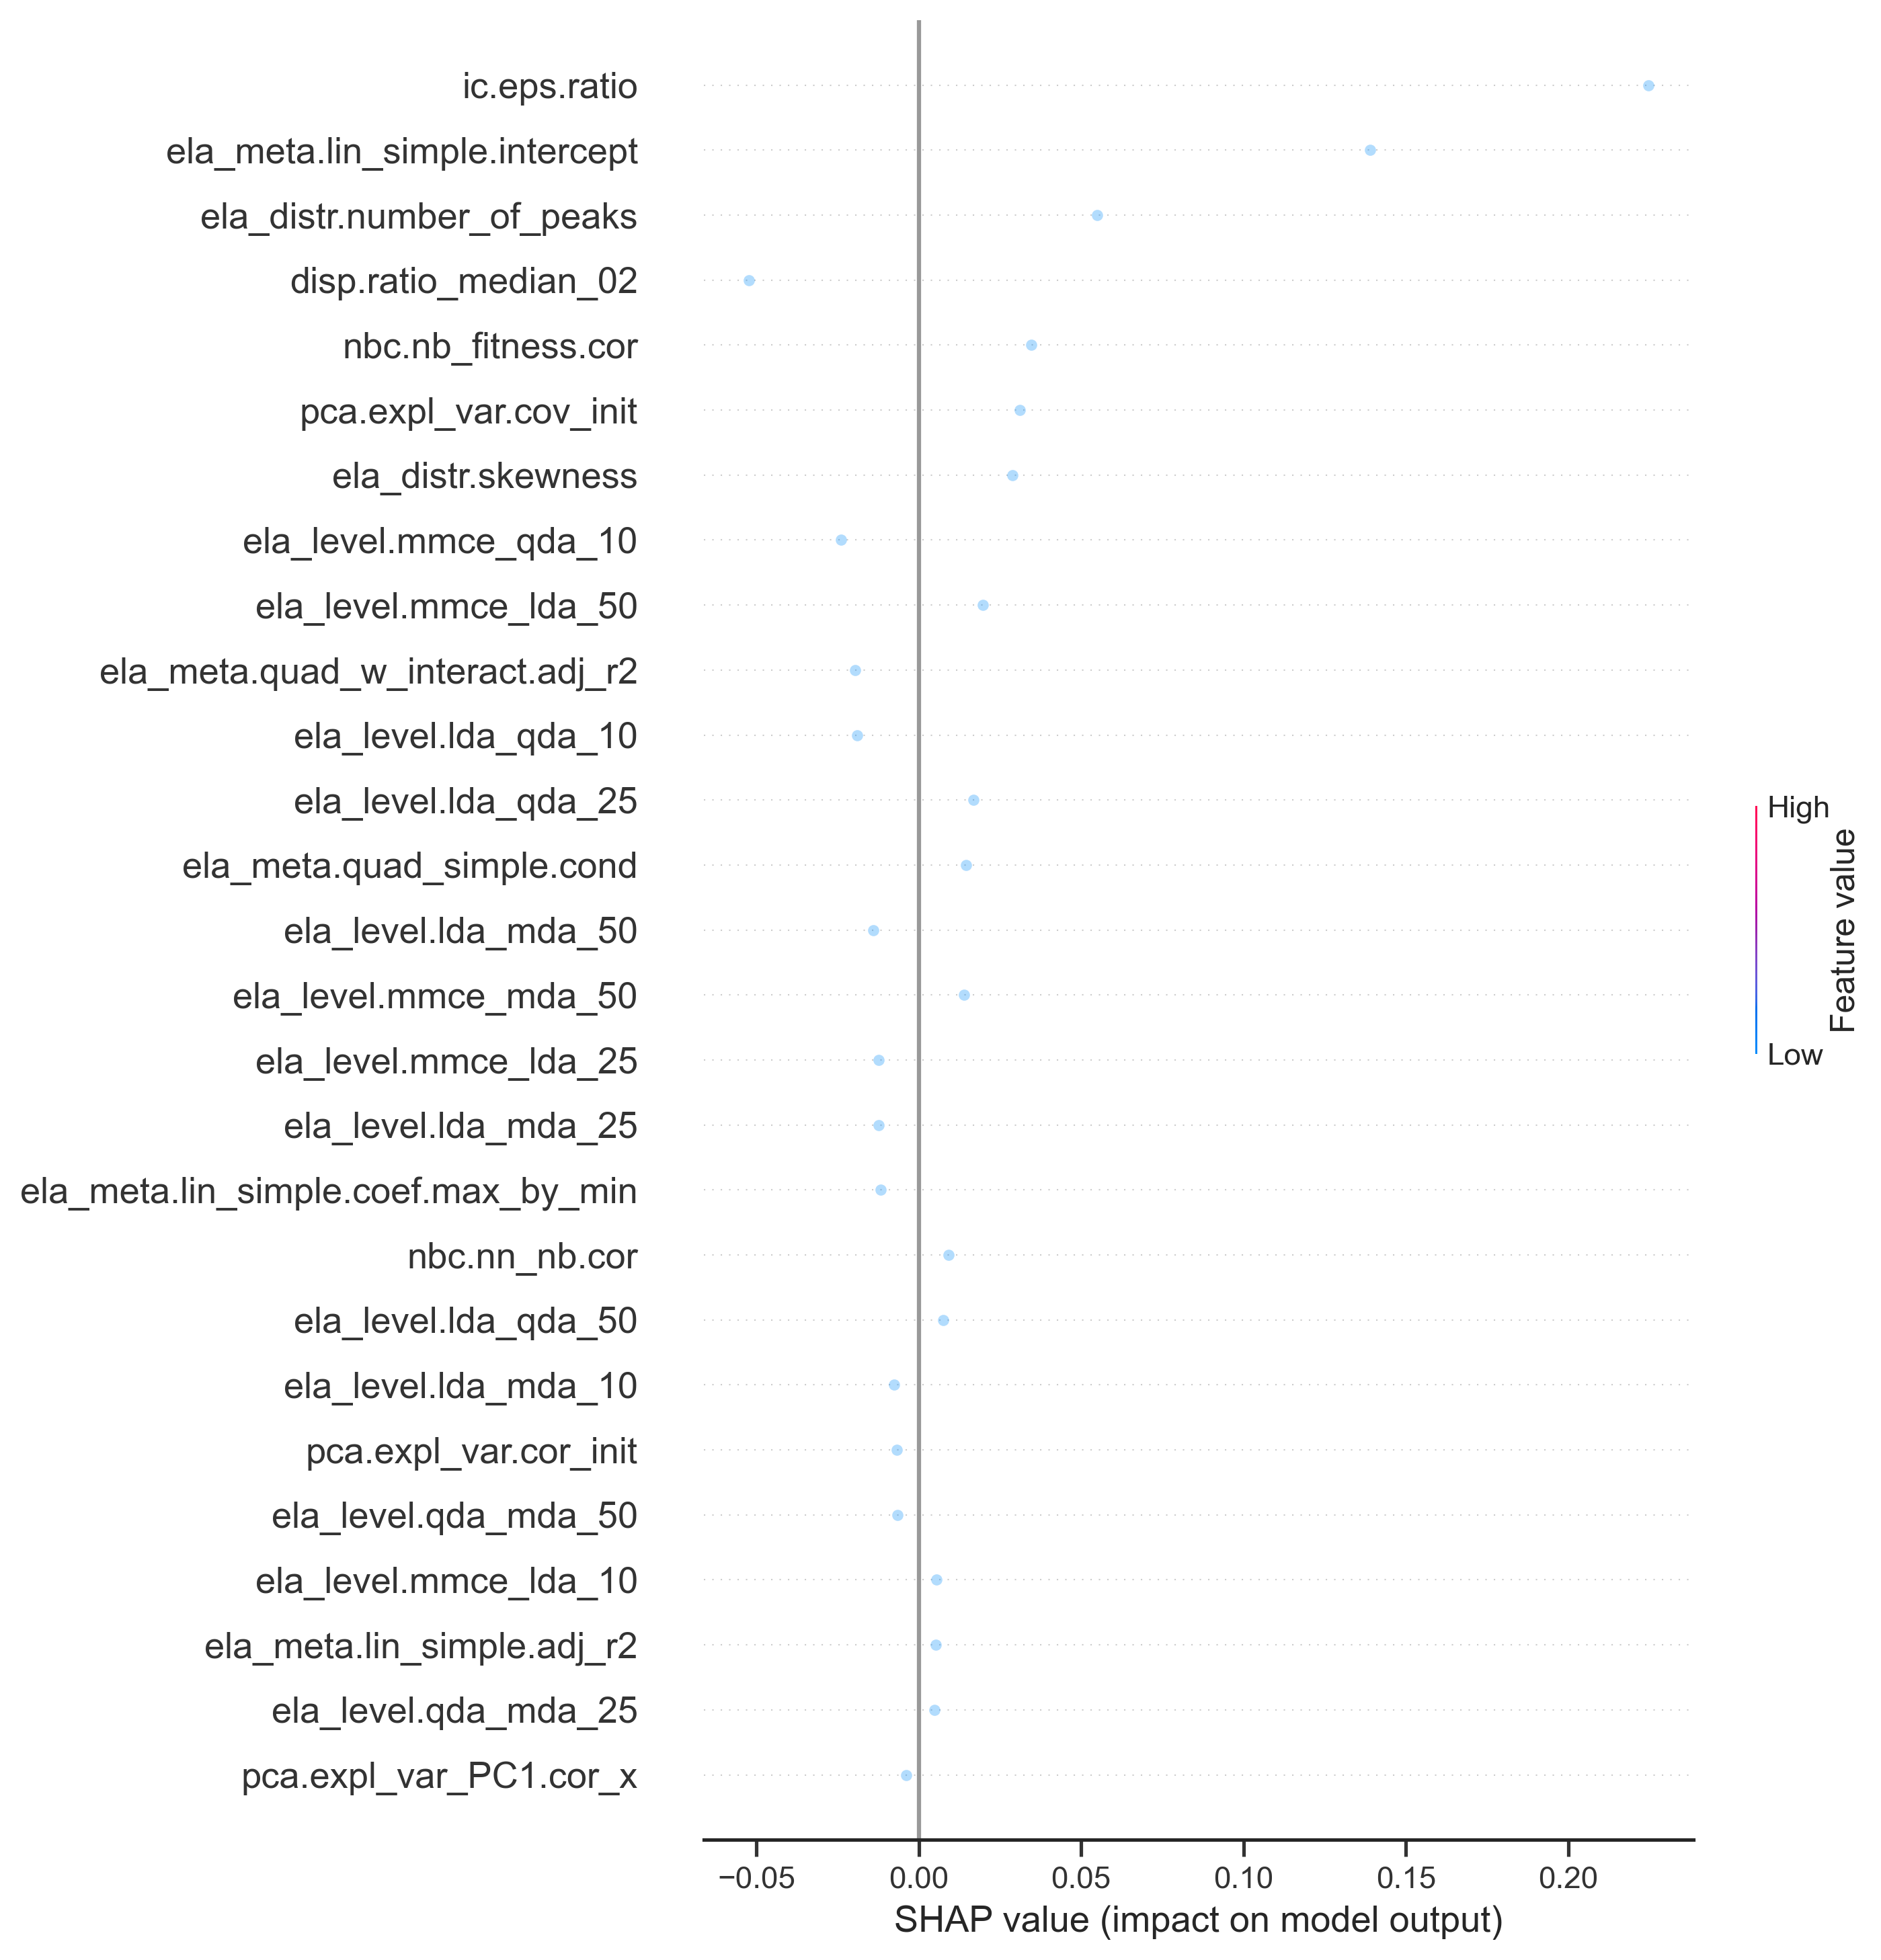 ic.eps.ratio
ela_meta.lin_simple.intercept
ela_distr.number_of_peaks
disp.ratio_median_02
nbc.nb_fitness.cor
pca.expl_var.cov_init
ela_distr.skewness
ela_level.mmce_qda_10
ela_level.mmce_lda_50
ela_meta.quad_w_interact.adj_r2
ela_level.lda_qda_10
ela_level.lda_qda_25
ela_meta.quad_simple.cond
ela_level.lda_mda_50
ela_level.mmce_mda_50
ela_level.mmce_lda_25
ela_level.lda_mda_25
ela_meta.lin_simple.coef.max_by_min
nbc.nn_nb.cor
ela_level.lda_qda_50
ela_level.lda_mda_10
pca.expl_var.cor_init
ela_level.qda_mda_50
ela_level.mmce_lda_10
ela_meta.lin_simple.adj_r2
ela_level.qda_mda_25
pca.expl_var_PC1.cor_x
−0.05 0.00 0.05 0.10 0.15 0.20
SHAP value (impact on model output)
High
Feature value
Low